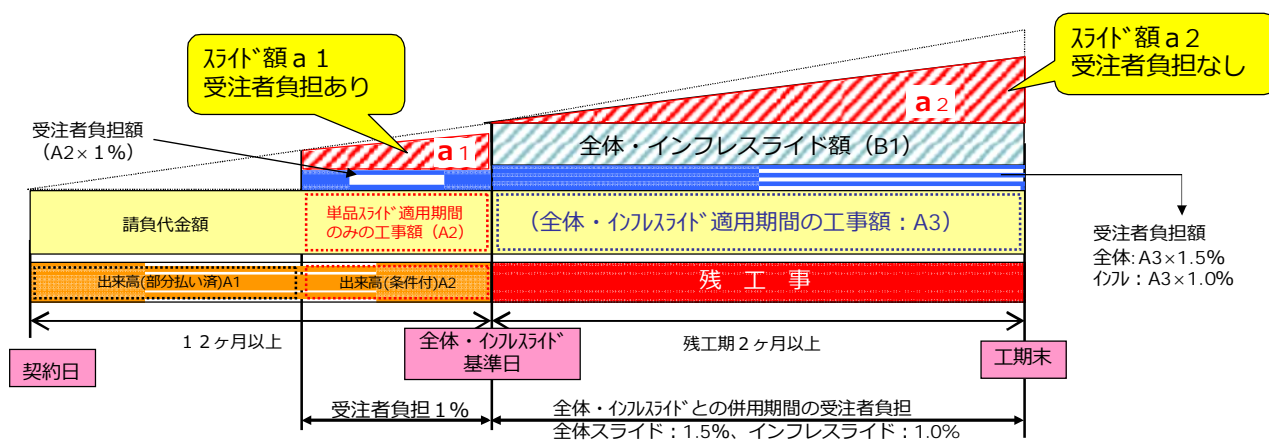 ｽﾗｲﾄﾞ額ａ１
受注者負担あり
ｽﾗｲﾄﾞ額ａ２
受注者負担なし
受注者負担額
（A2×１%）
ａ１
ａ２
全体・インフレスライド額（B1）
請負代金額
単品ｽﾗｲﾄﾞ適用期間
のみの工事額（A2）
（全体・ｲﾝﾌﾚｽﾗｲﾄﾞ適用期間の工事額：A3）
受注者負担額
全体：A3×1.5%
ｲﾝﾌﾚ：A3×1.0%
出来高(部分払い済)A1
出来高(条件付)A2
残　工　事
１２ヶ月以上
残工期２ヶ月以上
契約日
全体・ｲﾝﾌﾚｽﾗｲﾄﾞ
基準日
工期末
受注者負担１%
全体・ｲﾝﾌﾚｽﾗｲﾄﾞとの併用期間の受注者負担
全体スライド：1.5%、インフレスライド：1.0%